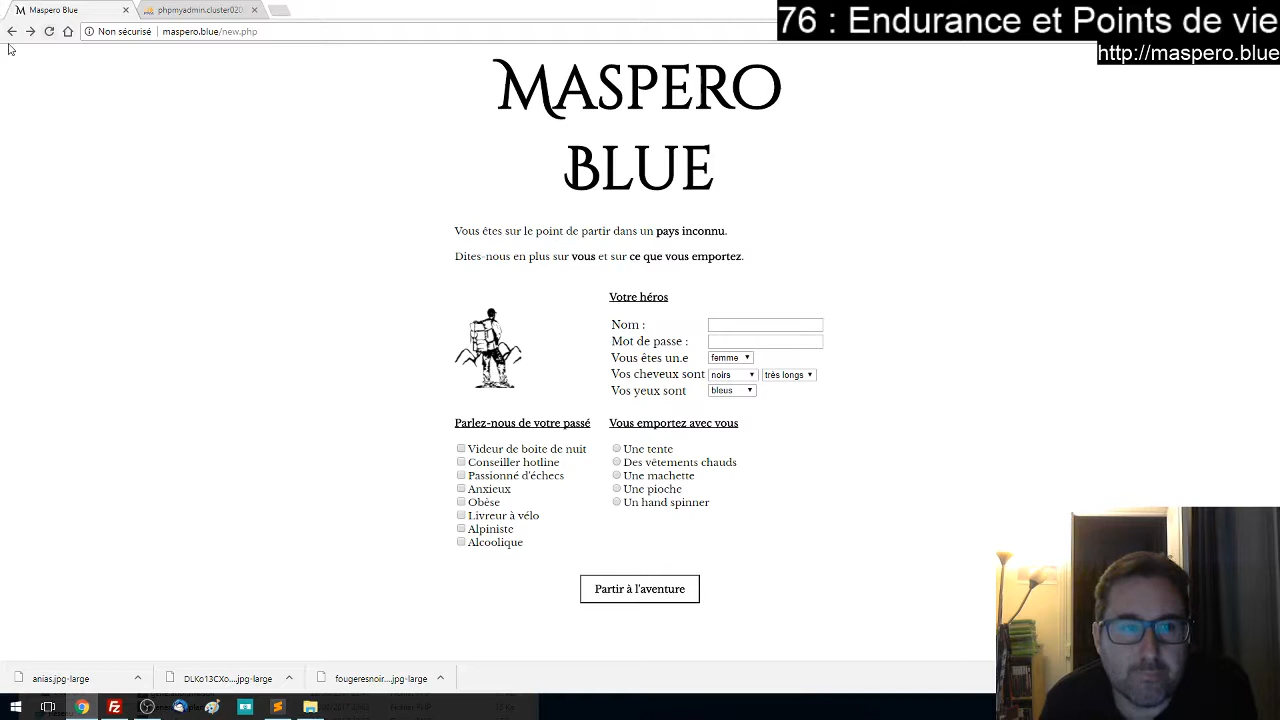 Maspero Blue
phpmyadmin.cluster020.
76 : Endurance et Points de vie
Non sécurisé
maspero.blue/new.php
http://maspero.blue
MASPERO
BLUE
Vous êtes sur le point de partir dans un pays inconnu.
Dites-nous en plus sur vous et sur ce que vous emportez.
Votre héros
Nom :
Mot de passe :
Vous êtes un.e femme
Vos cheveux sont noirs très longs
Vos yeux sont bleus
Parlez-nous de votre passé
Videur de boite de nuit
Conseiller hotline
Passionné d'échecs
Anxieux
Obèse
Livreur à vélo
Alpiniste
Alcoolique
Vous emportez avec vous
Une tente
Des vêtements chauds
Une machette
Une pioche
Un hand spinner
Partir à l'aventure
anias.jpg-large
DLKo13CXo....jpg-large
fougeresnoir....jpg-large